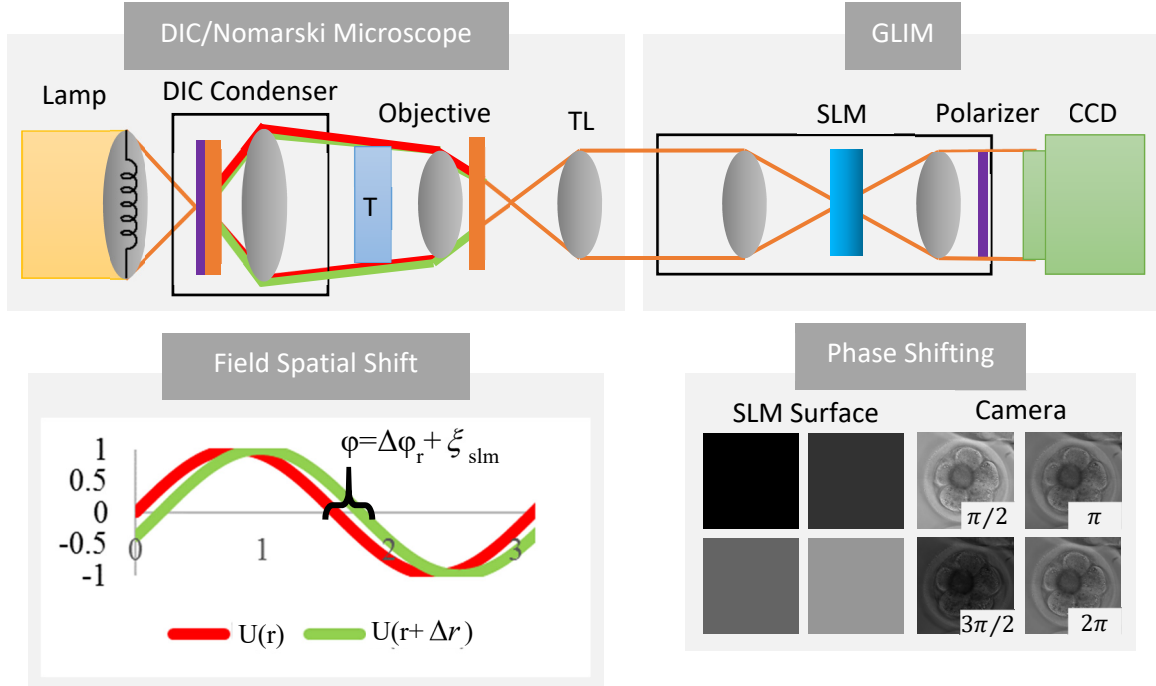 DIC/Nomarski Microscope
GLIM
Lamp
DIC Condenser
Objective
TL
SLM
Polarizer
CCD
T
Field Spatial Shift
Phase Shifting
φ=Δφr+ ξ slm
1
0.5
0
-0.5
-1
0
1
2
3
U(r)
U(r+ Δr)
SLM Surface
Camera
π/2
π
3π/2
2π